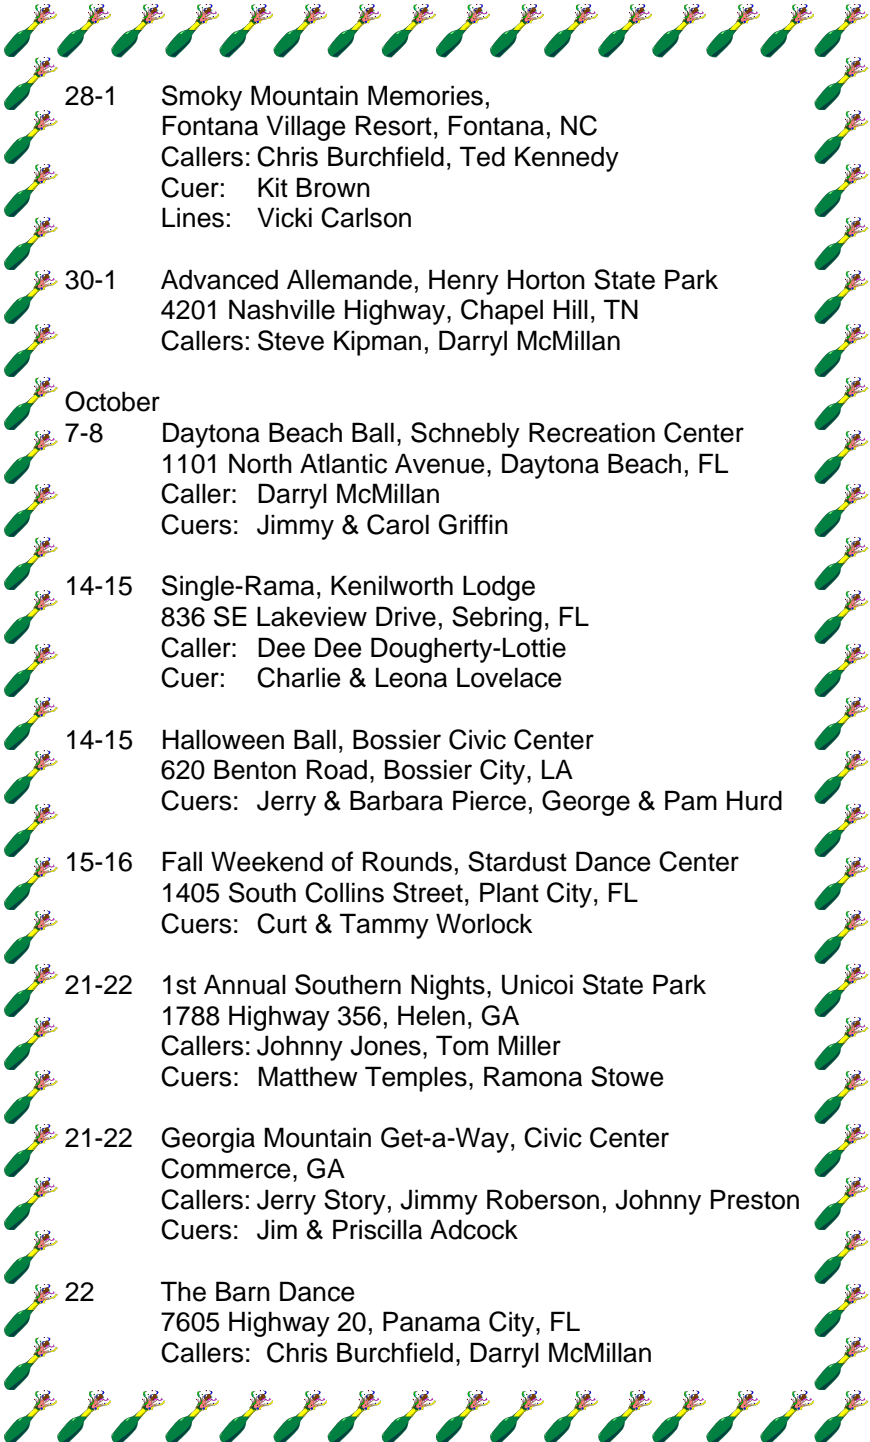 28-1 Smoky Mountain Memories,
Fontana Village Resort, Fontana, NC
Callers: Chris Burchfield, Ted Kennedy
Cuer: Kit Brown
Lines: Vicki Carlson
30-1 Advanced Allemande, Henry Horton State Park
4201 Nashville Highway, Chapel Hill, TN
Callers: Steve Kipman, Darryl McMillan
October
7-8 Daytona Beach Ball, Schnebly Recreation Center
1101 North Atlantic Avenue, Daytona Beach, FL
Caller: Darryl McMillan
Cuers: Jimmy & Carol Griffin
14-15 Single-Rama, Kenilworth Lodge
836 SE Lakeview Drive, Sebring, FL
Caller: Dee Dee Dougherty-Lottie
Cuer: Charlie & Leona Lovelace
14-15 Halloween Ball, Bossier Civic Center
620 Benton Road, Bossier City, LA
Cuers: Jerry & Barbara Pierce, George & Pam Hurd
15-16 Fall Weekend of Rounds, Stardust Dance Center
1405 South Collins Street, Plant City, FL
Cuers: Curt & Tammy Worlock
21-22 1st Annual Southern Nights, Unicoi State Park
1788 Highway 356, Helen, GA
Callers: Johnny Jones, Tom Miller
Cuers: Matthew Temples, Ramona Stowe
21-22 Georgia Mountain Get-a-Way, Civic Center
Commerce, GA
Callers: Jerry Story, Jimmy Roberson, Johnny Preston
Cuers: Jim & Priscilla Adcock
22 The Barn Dance
7605 Highway 20, Panama City, FL
Callers: Chris Burchfield, Darryl McMillan